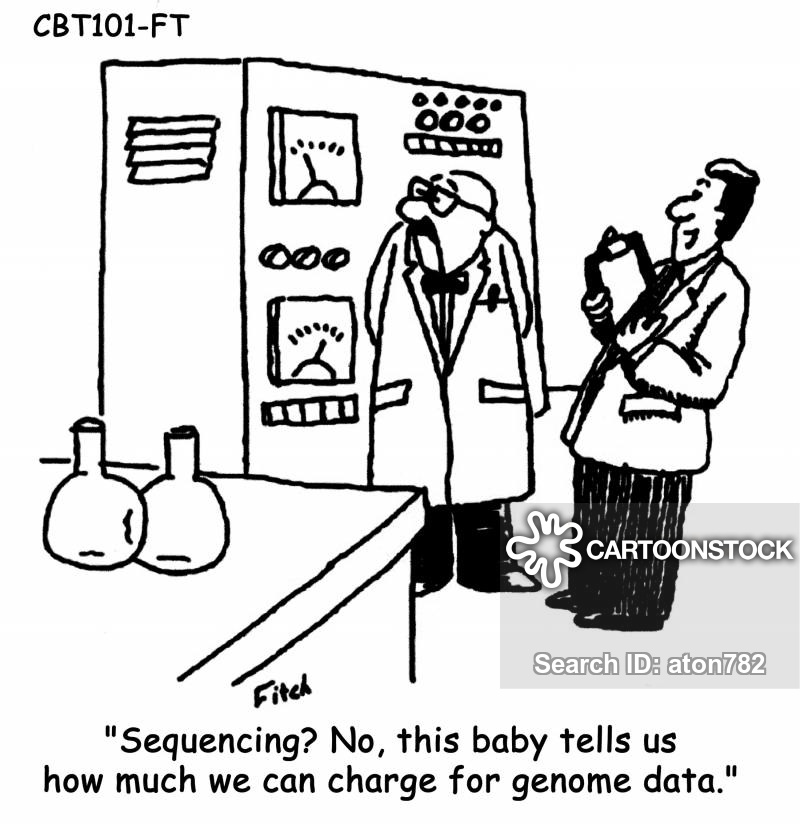 CBT101-FT
CARTOONSTOCK
Search ID: aton782
Fitch
"Sequencing? No, this baby tells us
how much we can charge for genome data."